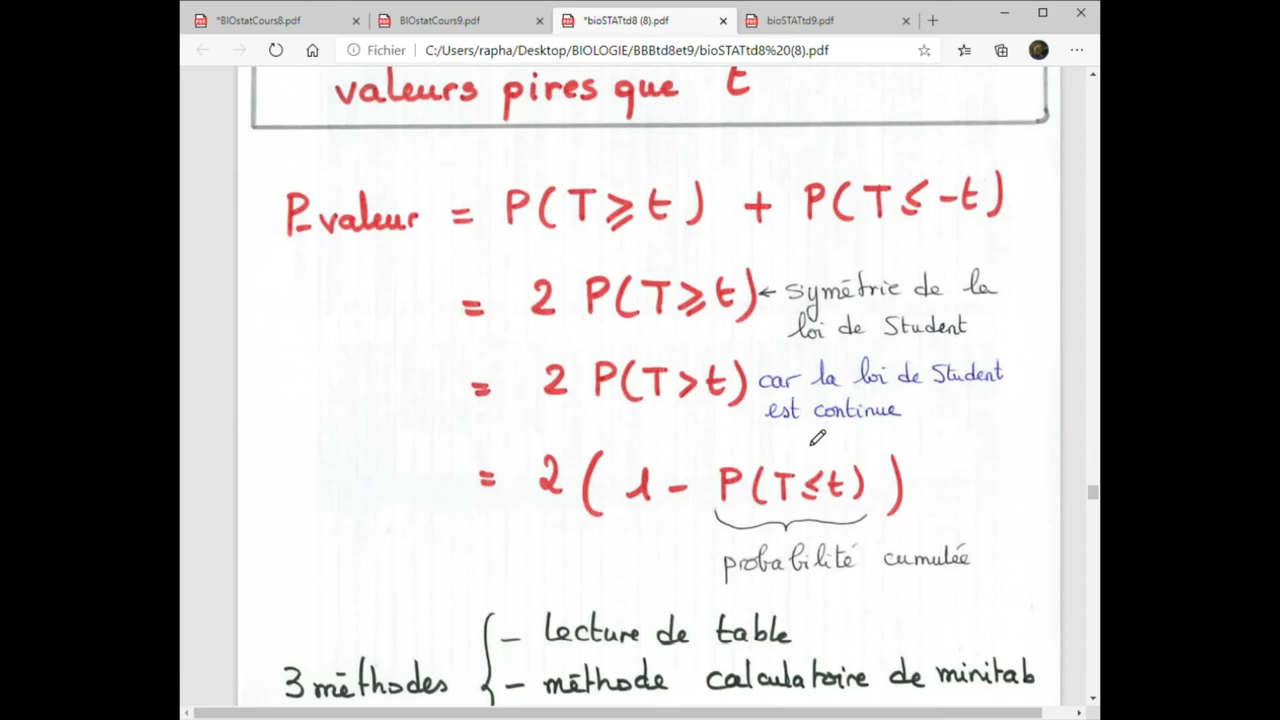 *BIOstatCours8.pdf
BIOstatCours9.pdf
*bioSTATtd8 (8).pdf
bioSTATtd9.pdf
Fichier
C:/Users/rapha/Desktop/BIOLOGIE/BBBtd8et9/bioSTATtd8%20(8).pdf
valeurs pires que t
P-valeur = P(T ⩾ t) + P(T ⩽ -t)
= 2 P(T ⩾ t) ← symétrie de la
loi de Student
= 2 P(T > t) car la loi de Student
est continue
= 2 ( 1 - P(T ⩽ t) )
probabilité cumulée
- lecture de table
3 méthodes { - méthode calculatoire de minitab